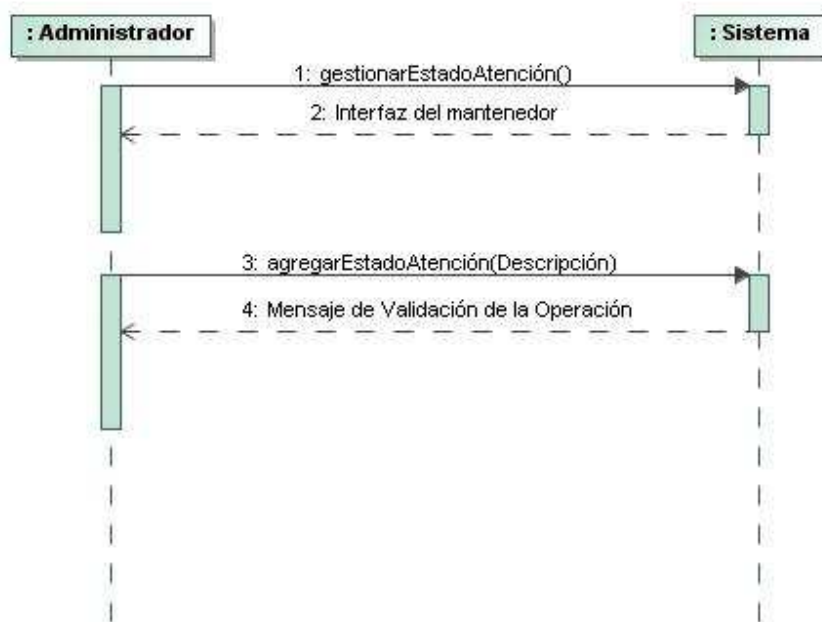 : Administrador
: Sistema
1: gestionarEstadoAtención()
2: Interfaz del mantenedor
3: agregarEstadoAtención(Descripción)
4: Mensaje de Validación de la Operación